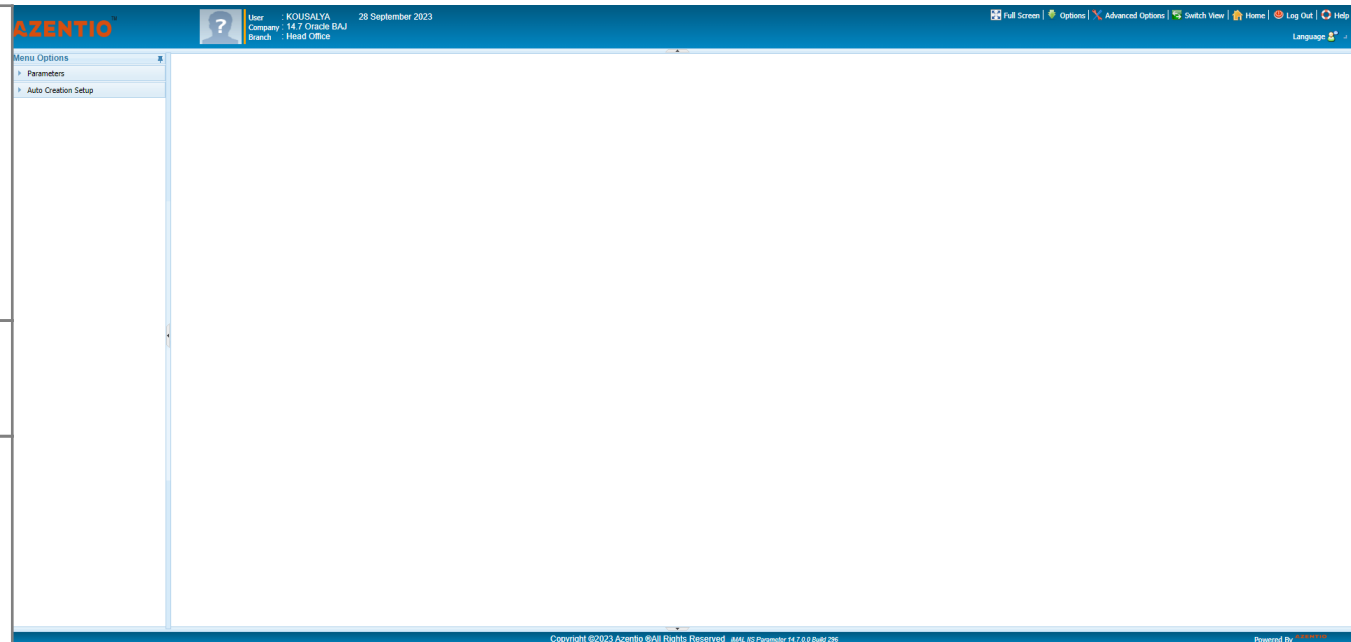 AZENTIO™
?
User : KOUSALYA 28 September 2023
Company : 14.7 Oracle BAJ
Branch : Head Office
Full Screen | Options | Advanced Options | Switch View | Home | Log Out | Help
Language
Menu Options
Parameters
Auto Creation Setup
Copyright ©2023 Azentio ®All Rights Reserved iMAL IIS Parameter 14.7.0.0 Build 296
Powered By AZENTIO